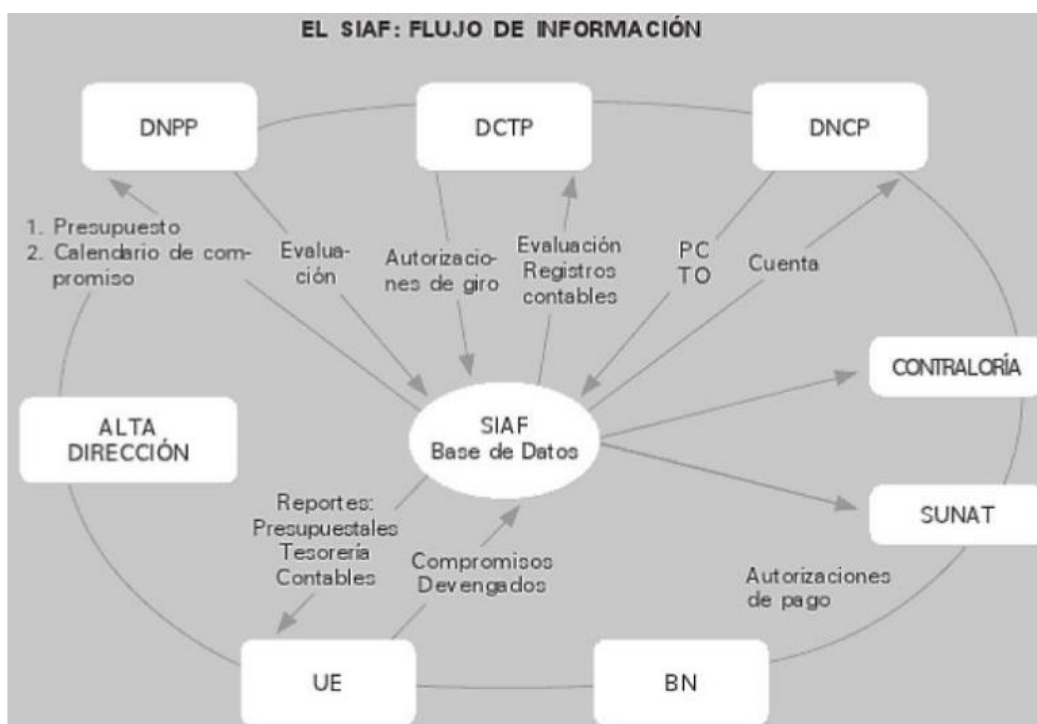 EL SIAF: FLUJO DE INFORMACIÓN
DNPP
DCTP
DNCP
1. Presupuesto
2. Calendario de com-
promiso
Evalua-
ción
Autorizacio-
nes de giro
Evaluación
Registros
contables
PC
TO
Cuenta
CONTRALORÍA
ALTA
DIRECCIÓN
SIAF
Base de Datos
SUNAT
Reportes:
Presupuestales
Tesorería
Contables
Compromisos
Devengados
Autorizaciones
de pago
UE
BN